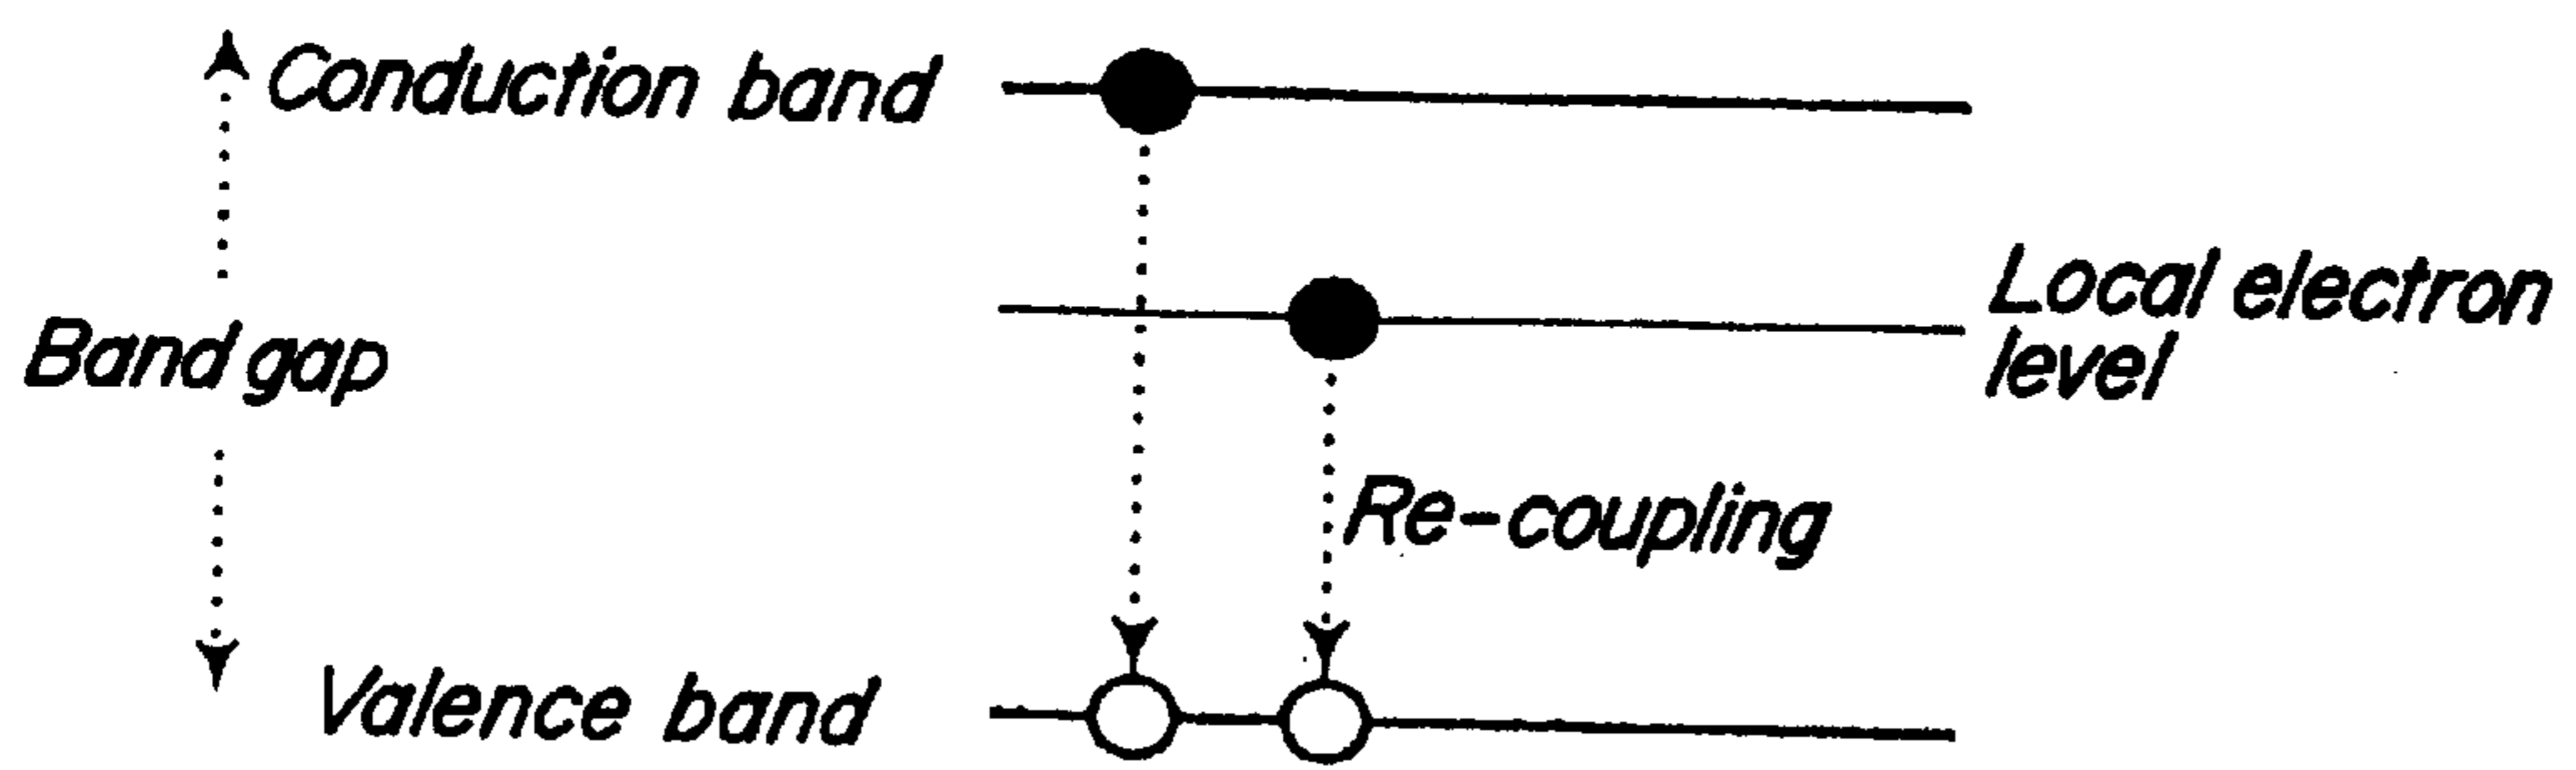 Conduction band
Local electron
level
Band gap
Re-coupling
Valence band